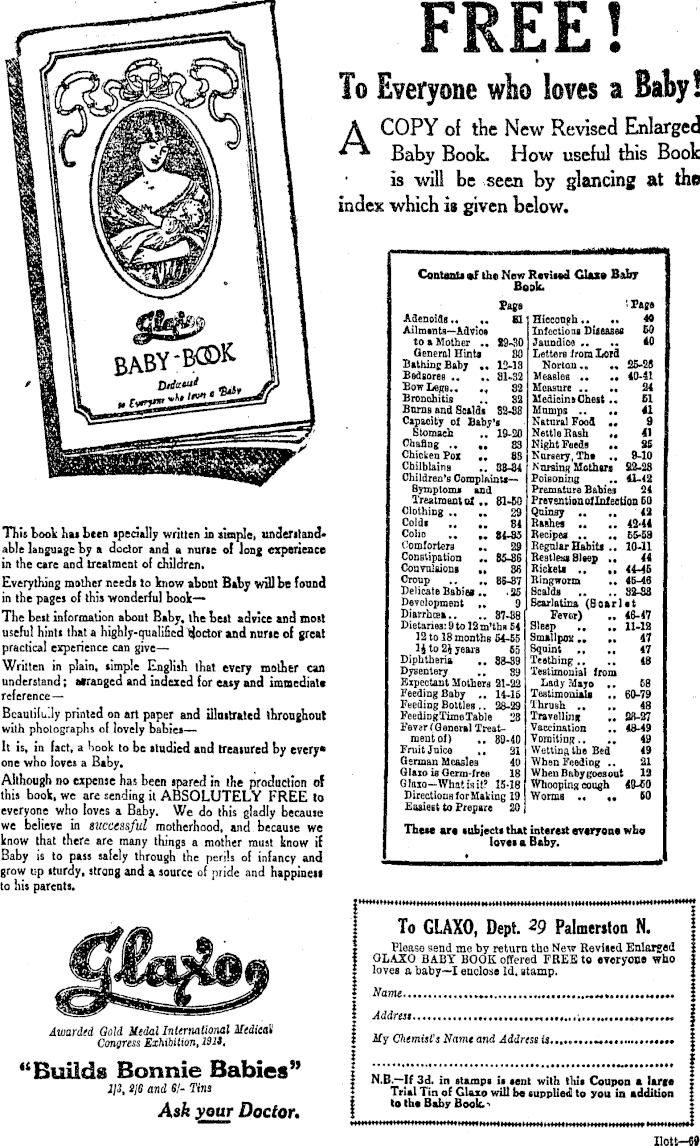 Glaxo
BABY-BOOK
Dedicated
to Everyone who loves a Baby
FREE!
To Everyone who loves a Baby!
A COPY of the New Revised Enlarged
Baby Book. How useful this Book
is will be seen by glancing at the
index which is given below.
Contents of the New Revised Glaxo Baby
Book.
Page
Adenoids .. .. 81
Ailments—Advice
to a Mother .. 29-30
General Hints 30
Bathing Baby .. 12-13
Bedsores .. .. 31-32
Bow Legs .. .. 32
Bronchitis .. 32
Burns and Scalds 32-33
Capacity of Baby's
Stomach .. 19-20
Chafing .. .. 33
Chicken Pox .. 33
Chilblains .. 33-34
Children's Complaints—
Symptoms and
Treatment of .. 31-50
Clothing .. .. 29
Colds .. .. 34
Colic .. .. 34-35
Comforters .. 29
Constipation .. 35-36
Convulsions .. 36
Croup .. .. 36-37
Delicate Babies .. 25
Development .. 9
Diarrhœa .. .. 37-38
Dietaries: 9 to 12 m'ths 54
12 to 18 months 54-55
1½ to 2½ years 55
Diphtheria .. 38-39
Dysentery .. 39
Expectant Mothers 21-22
Feeding Baby .. 14-15
Feeding Bottles .. 28-29
Feeding Time Table 23
Fever (General Treat-
ment of) .. 39-40
Fruit Juice .. 21
German Measles 40
Glaxo is Germ-free 18
Glaxo—What is it? 15-18
Directions for Making 19
Easiest to Prepare 20
Page
Hiccough .. .. 40
Infectious Diseases 50
Jaundice .. .. 40
Letters from Lord
Norton .. .. 25-26
Measles .. .. 40-41
Measure .. .. 24
Medicine Chest .. 51
Mumps .. .. 41
Natural Food .. 9
Nettle Rash .. 41
Night Feeds .. 25
Nursery, The .. 9-10
Nursing Mothers 22-23
Poisoning .. 41-42
Premature Babies 24
Prevention of Infection 50
Quinsy .. .. 42
Rashes .. .. 42-44
Recipes .. .. 55-59
Regular Habits .. 10-11
Restless Sleep .. 44
Rickets .. .. 44-45
Ringworm .. 45-46
Scalds .. .. 32-33
Scarlatina (Scarlet
Fever) .. .. 46-47
Sleep .. .. 11-12
Smallpox .. .. 47
Squint .. .. 47
Teething .. .. 48
Testimonial from
Lady Mayo .. 58
Testimonials .. 60-79
Thrush .. .. 48
Travelling .. 26-27
Vaccination .. 48-49
Vomiting .. .. 49
Wetting the Bed 49
When Feeding .. 21
When Baby goes out 12
Whooping cough 49-50
Worms .. .. 50
These are subjects that interest everyone who
loves a Baby.
This book has been specially written in simple, understand-
able language by a doctor and a nurse of long experience
in the care and treatment of children.
Everything mother needs to know about Baby will be found
in the pages of this wonderful book—
The best information about Baby, the best advice and most
useful hints that a highly-qualified doctor and nurse of great
practical experience can give—
Written in plain, simple English that every mother can
understand; arranged and indexed for easy and immediate
reference—
Beautifully printed on art paper and illustrated throughout
with photographs of lovely babies—
It is, in fact, a book to be studied and treasured by every-
one who loves a Baby.
Although no expense has been spared in the production of
this book, we are sending it ABSOLUTELY FREE to
everyone who loves a Baby. We do this gladly because
we believe in successful motherhood, and because we
know that there are many things a mother must know if
Baby is to pass safely through the perils of infancy and
grow up sturdy, strong and a source of pride and happiness
to his parents.
Glaxo
Awarded Gold Medal International Medical
Congress Exhibition, 1913.
"Builds Bonnie Babies"
1/3, 2/6 and 6/- Tins
Ask your Doctor.
To GLAXO, Dept. 29 Palmerston N.
Please send me by return the New Revised Enlarged
GLAXO BABY BOOK offered FREE to everyone who
loves a baby—I enclose 1d. stamp.
Name
Address
My Chemist's Name and Address is
N.B.—If 3d. in stamps is sent with this Coupon a large
Trial Tin of Glaxo will be supplied to you in addition
to the Baby Book.
Ilott—69